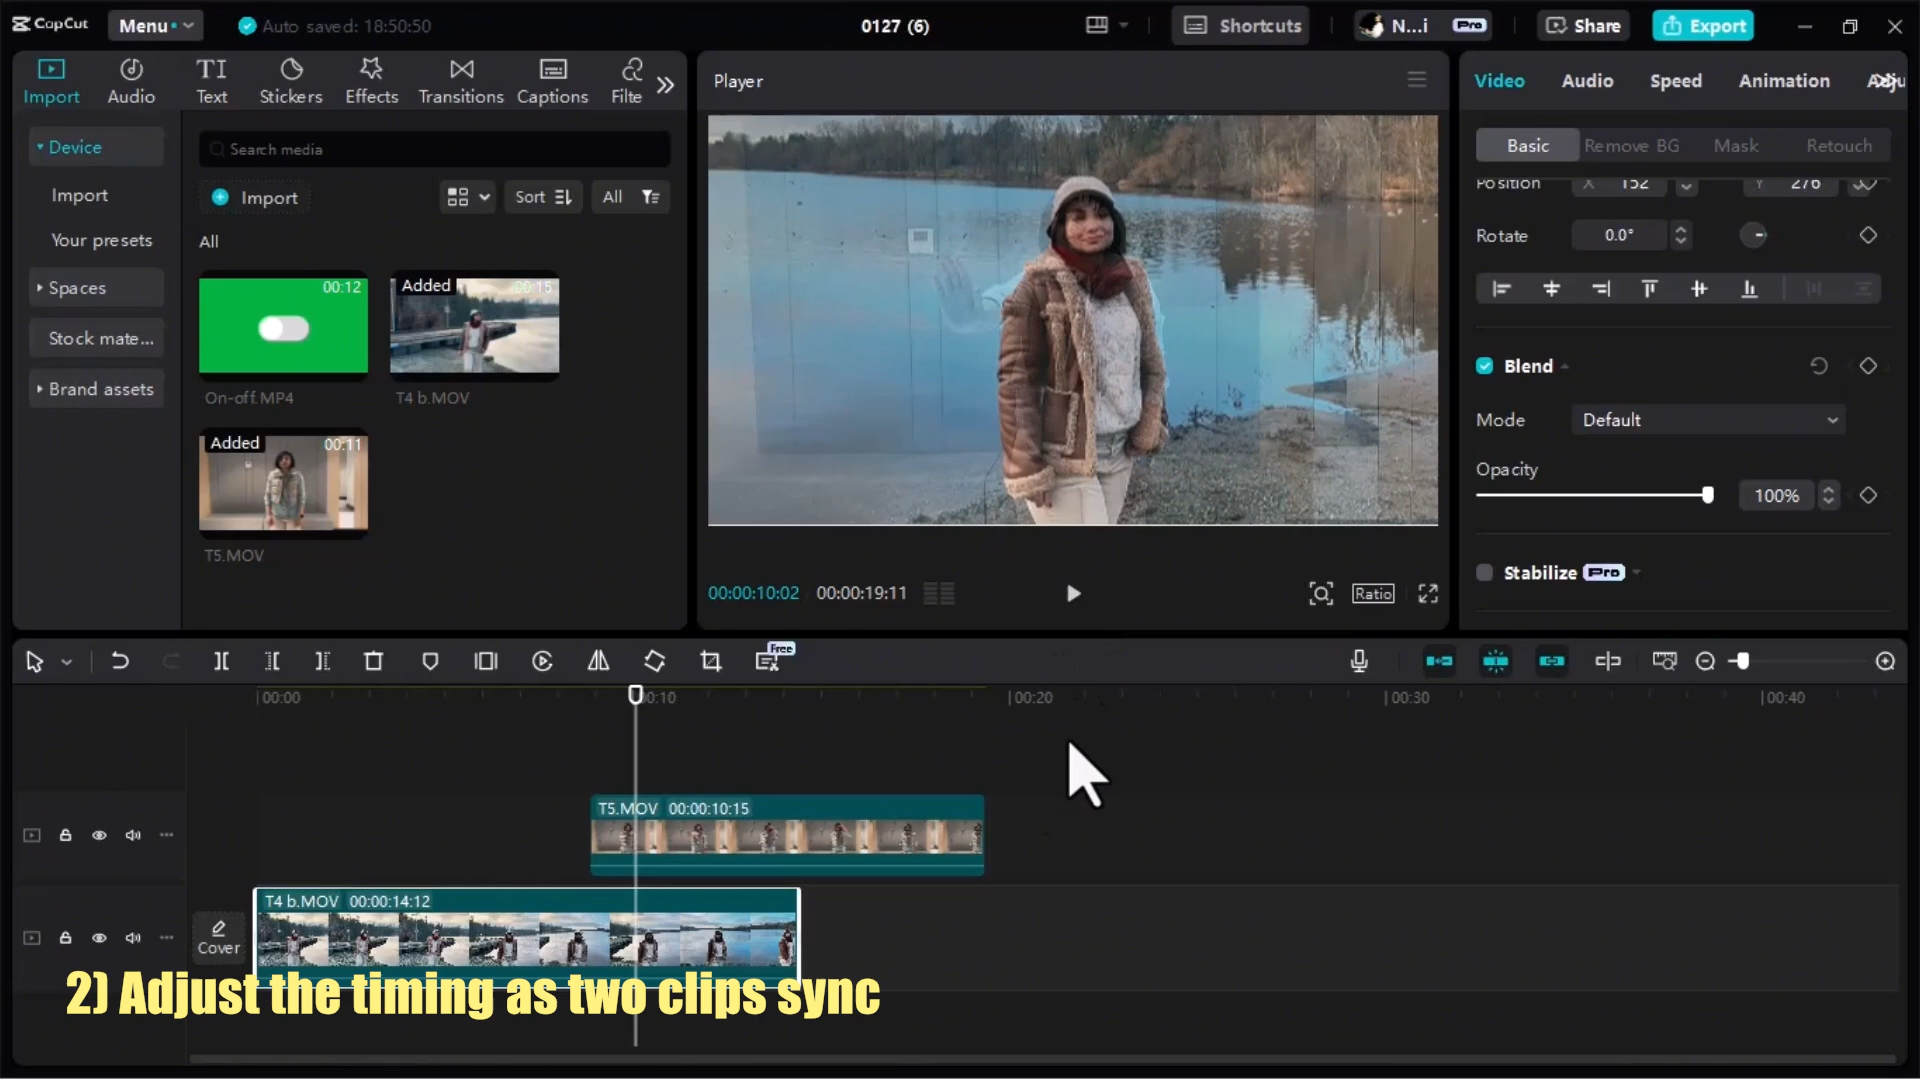 CapCut
Menu
Auto saved: 18:50:50
0127 (6)
Shortcuts
N...i
Pro
Share
Export
Import
Audio
TI
Text
Stickers
Effects
Transitions
Captions
Filte
Device
Import
Your presets
Spaces
Stock mate...
Brand assets
Search media
Import
Sort
All
All
00:12
On-off.MP4
Added
00:15
T4 b.MOV
Added
00:11
T5.MOV
Player
00:00:10:02
00:00:19:11
Ratio
Video
Audio
Speed
Animation
Basic
Remove BG
Mask
Retouch
Position
X
152
Y
276
Rotate
0.0°
Blend
Mode
Default
Opacity
100%
Stabilize
Pro
Free
00:00
00:10
00:20
00:30
00:40
T5.MOV 00:00:10:15
T4 b.MOV 00:00:14:12
Cover
2) Adjust the timing as two clips sync